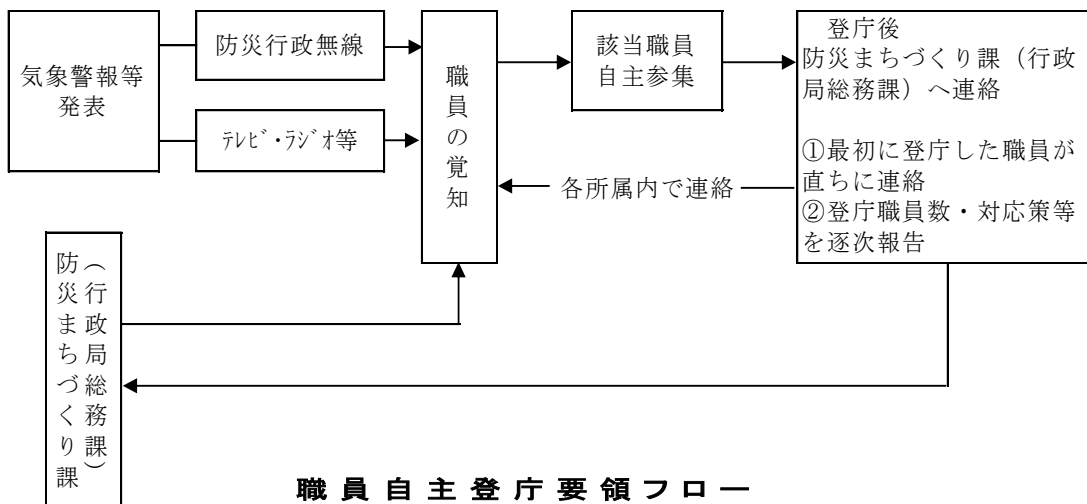 気象警報等
発表
防災行政無線
ﾃﾚﾋﾞ・ﾗｼﾞｵ等
職員の覚知
該当職員
自主参集
登庁後
防災まちづくり課（行政
局総務課）へ連絡
①最初に登庁した職員が
直ちに連絡
②登庁職員数・対応策等
を逐次報告
各所属内で連絡
（行政局総務課）
防災まちづくり課
職員自主登庁要領フロー